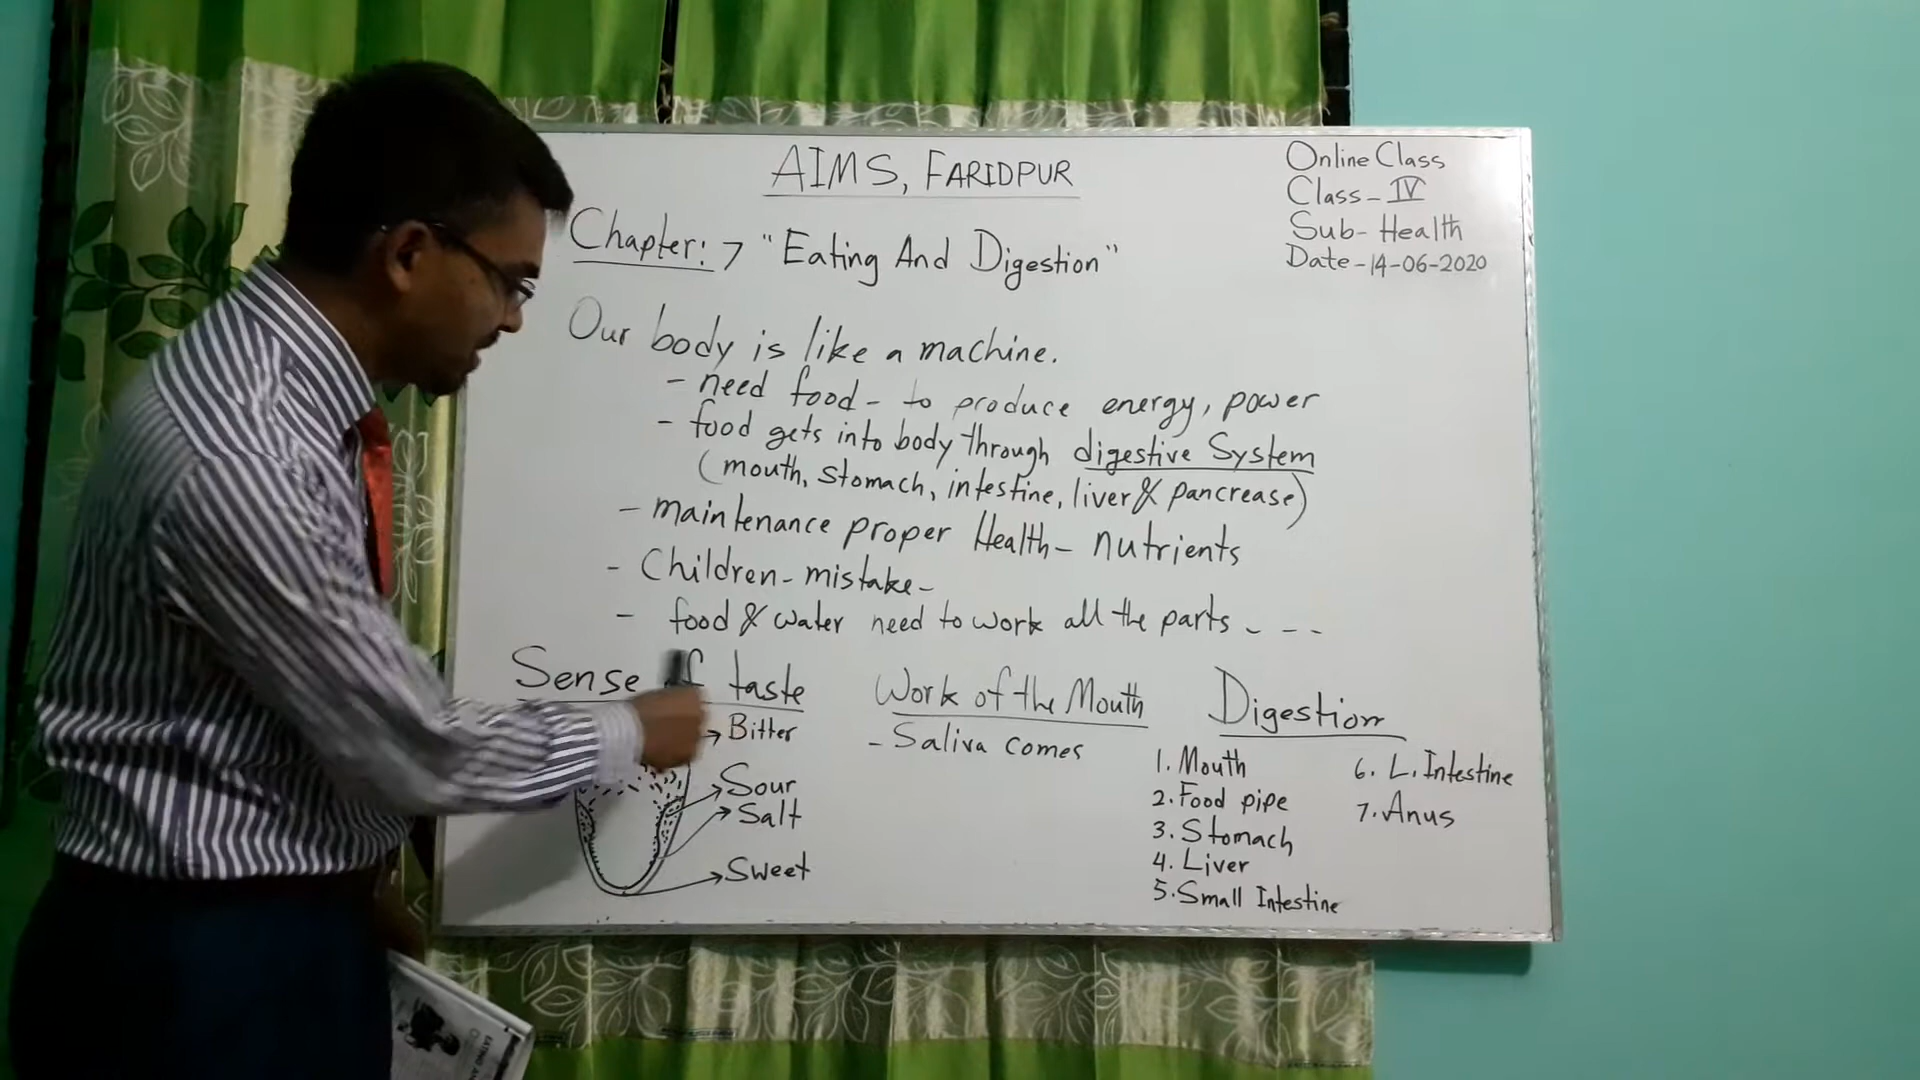 AIMS, FARIDPUR
Online Class
Class - IV
Sub - Health
Date - 14-06-2020
Chapter: 7 "Eating And Digestion"
Our body is like a machine.
- need food - to produce energy, power
- food gets into body through digestive System
(mouth, stomach, intestine, liver & pancrease)
- maintenance proper Health - nutrients
- Children - mistake -
- food & water need to work all the parts - - -
Sense of taste
Bitter
Sour
Salt
Sweet
Work of the Mouth
- Saliva comes
Digestion
1. Mouth
2. Food pipe
3. Stomach
4. Liver
5. Small Intestine
6. L. Intestine
7. Anus